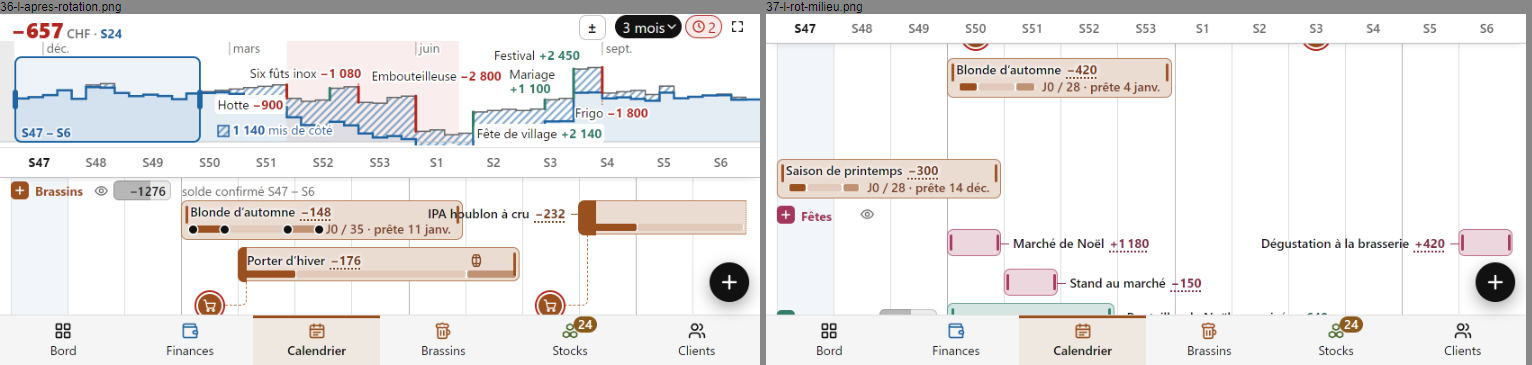 36-l-apres-rotation.png
−657 CHF · S24
± 3 mois 2
déc. mars juin sept.
Festival +2 450
Six fûts inox −1 080
Embouteilleuse −2 800
Mariage
+1 100
Hotte −900
Frigo −1 800
S47 – S6
1 140 mis de côté
Fête de village +2 140
S47 S48 S49 S50 S51 S52 S53 S1 S2 S3 S4 S5 S6
Brassins −1276 solde confirmé S47 – S6
Blonde d'automne −148
IPA houblon à cru −232
J0 / 35 · prête 11 janv.
Porter d'hiver −176
+
Bord Finances Calendrier Brassins Stocks 24 Clients
37-l-rot-milieu.png
S47 S48 S49 S50 S51 S52 S53 S1 S2 S3 S4 S5 S6
Blonde d'automne −420
J0 / 28 · prête 4 janv.
Saison de printemps −300
J0 / 28 · prête 14 déc.
Fêtes
Marché de Noël +1180
Dégustation à la brasserie +420
Stand au marché −150
+
Bord Finances Calendrier Brassins Stocks 24 Clients